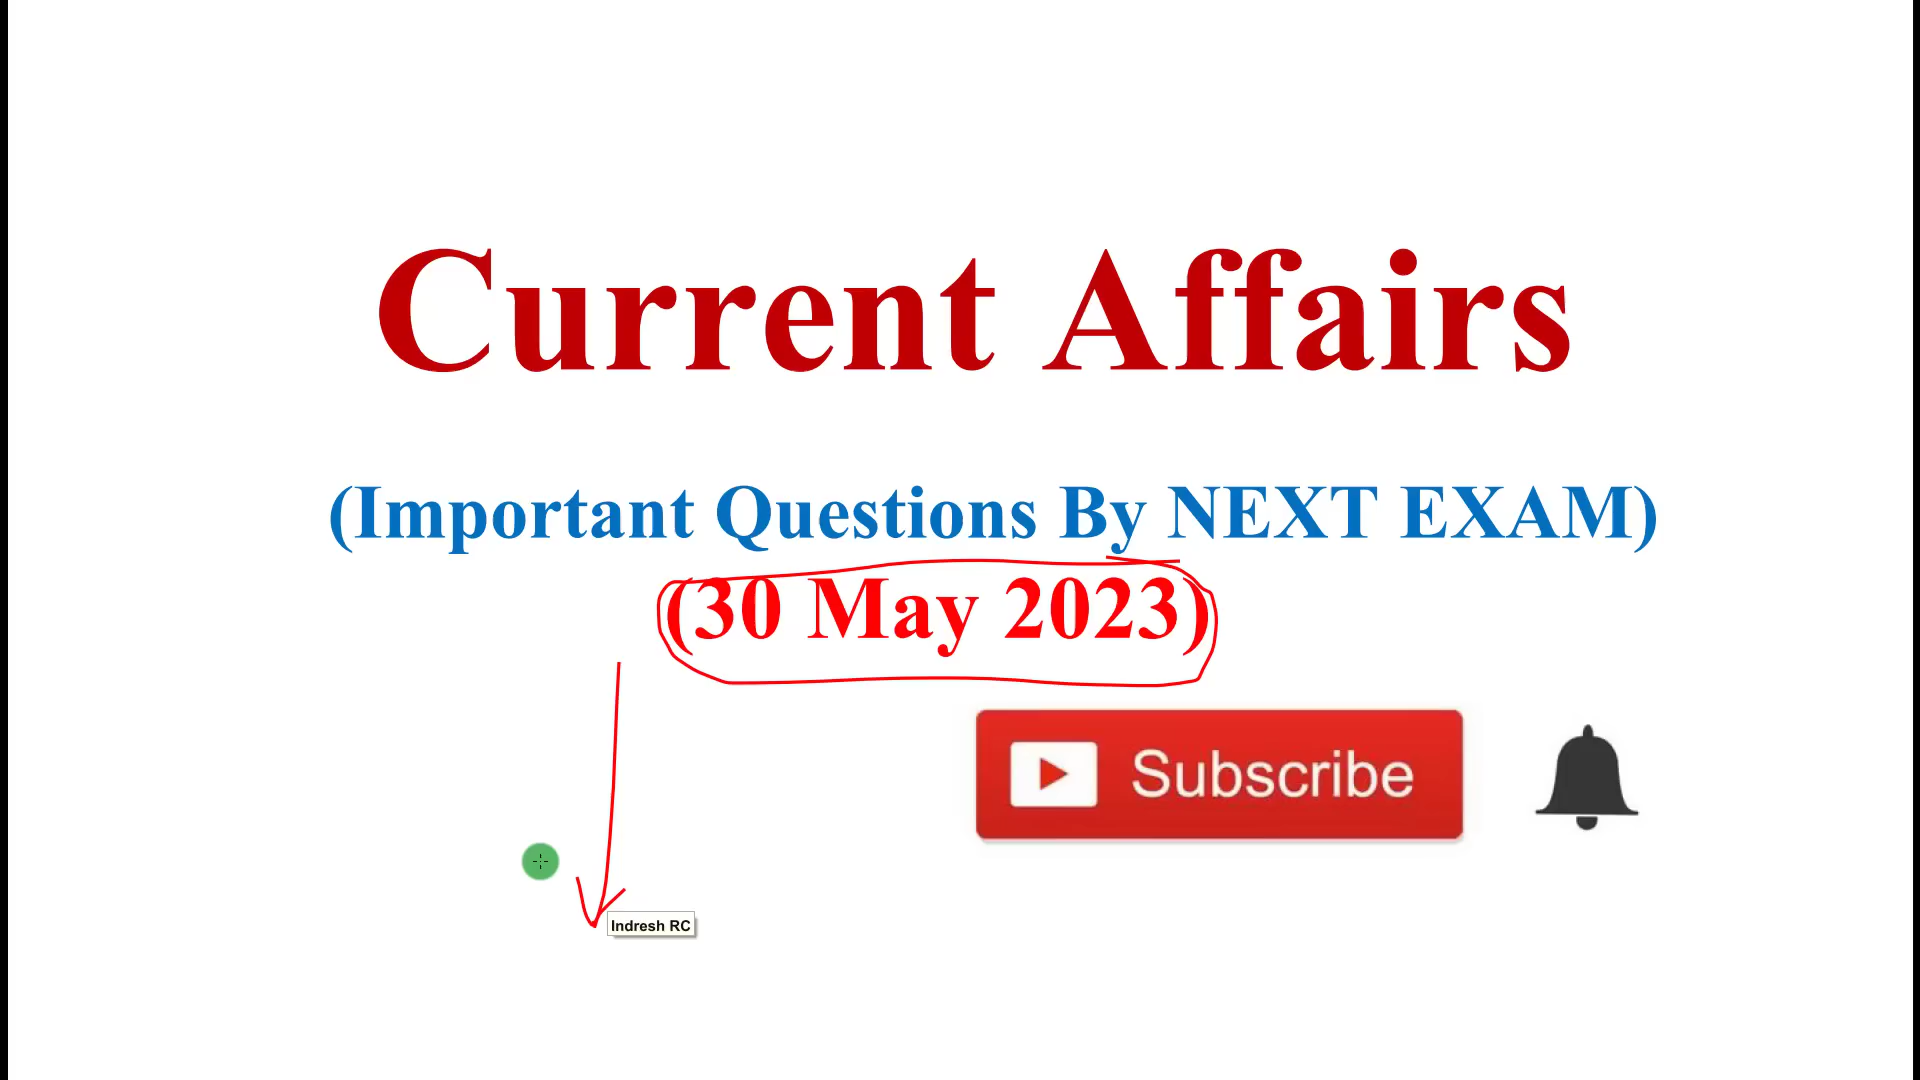 Current Affairs
(Important Questions By NEXT EXAM)
(30 May 2023)
Subscribe
Indresh RC